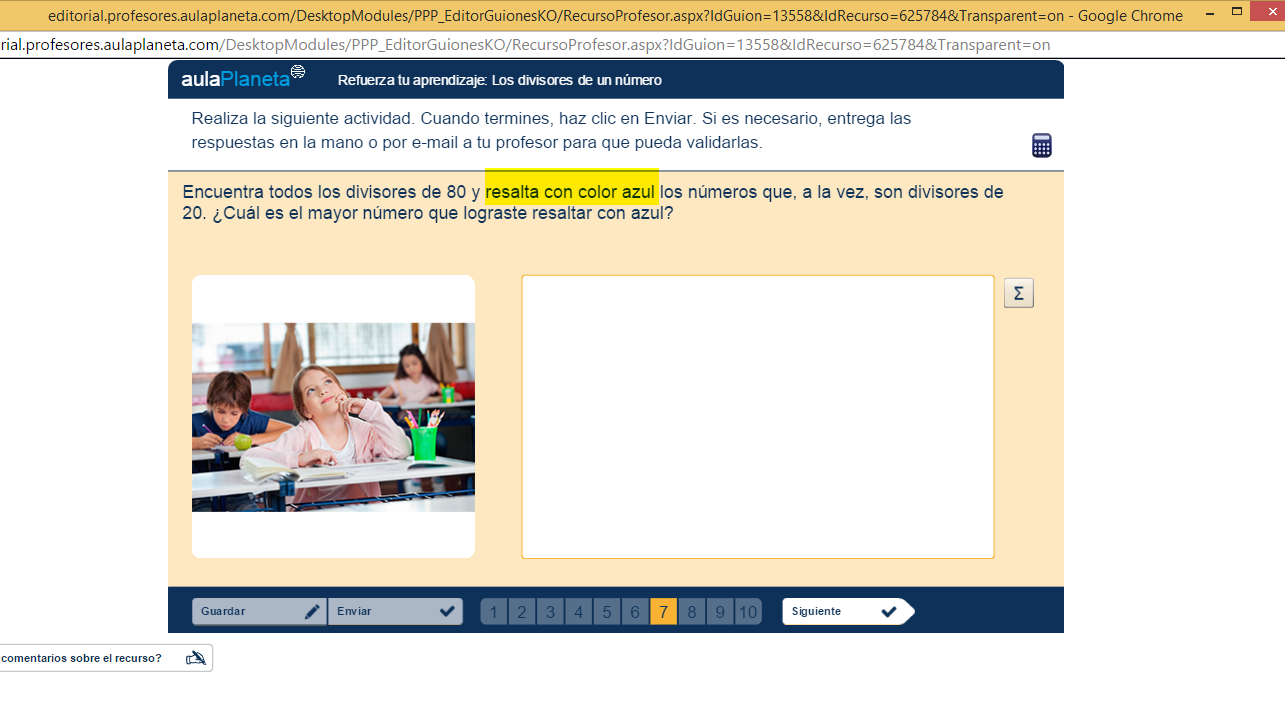 editorial.profesores.aulaplaneta.com/DesktopModules/PPP_EditorGuionesKO/RecursoProfesor.aspx?IdGuion=13558&IdRecurso=625784&Transparent=on - Google Chrome
rial.profesores.aulaplaneta.com/DesktopModules/PPP_EditorGuionesKO/RecursoProfesor.aspx?IdGuion=13558&IdRecurso=625784&Transparent=on
aulaPlaneta Refuerza tu aprendizaje: Los divisores de un número
Realiza la siguiente actividad. Cuando termines, haz clic en Enviar. Si es necesario, entrega las
respuestas en la mano o por e-mail a tu profesor para que pueda validarlas.
Encuentra todos los divisores de 80 y resalta con color azul los números que, a la vez, son divisores de
20. ¿Cuál es el mayor número que lograste resaltar con azul?
Σ
Guardar Enviar 1 2 3 4 5 6 7 8 9 10 Siguiente
comentarios sobre el recurso?